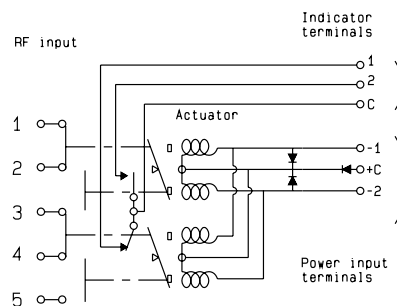 Indicator
terminals
RF input
1
2
C
Actuator
1
2
3
4
5
-1
+C
-2
Power input
terminals